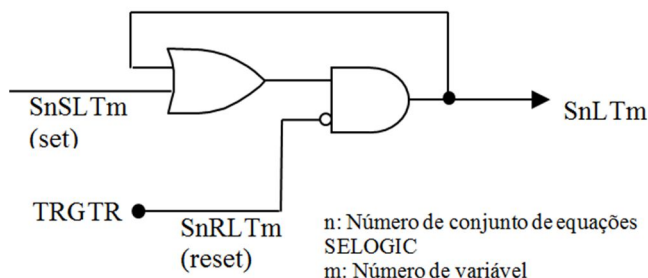 SnSLTm
(set)
SnLTm
TRGTR
SnRLTm
(reset)
n: Número de conjunto de equações
SELOGIC
m: Número de variável